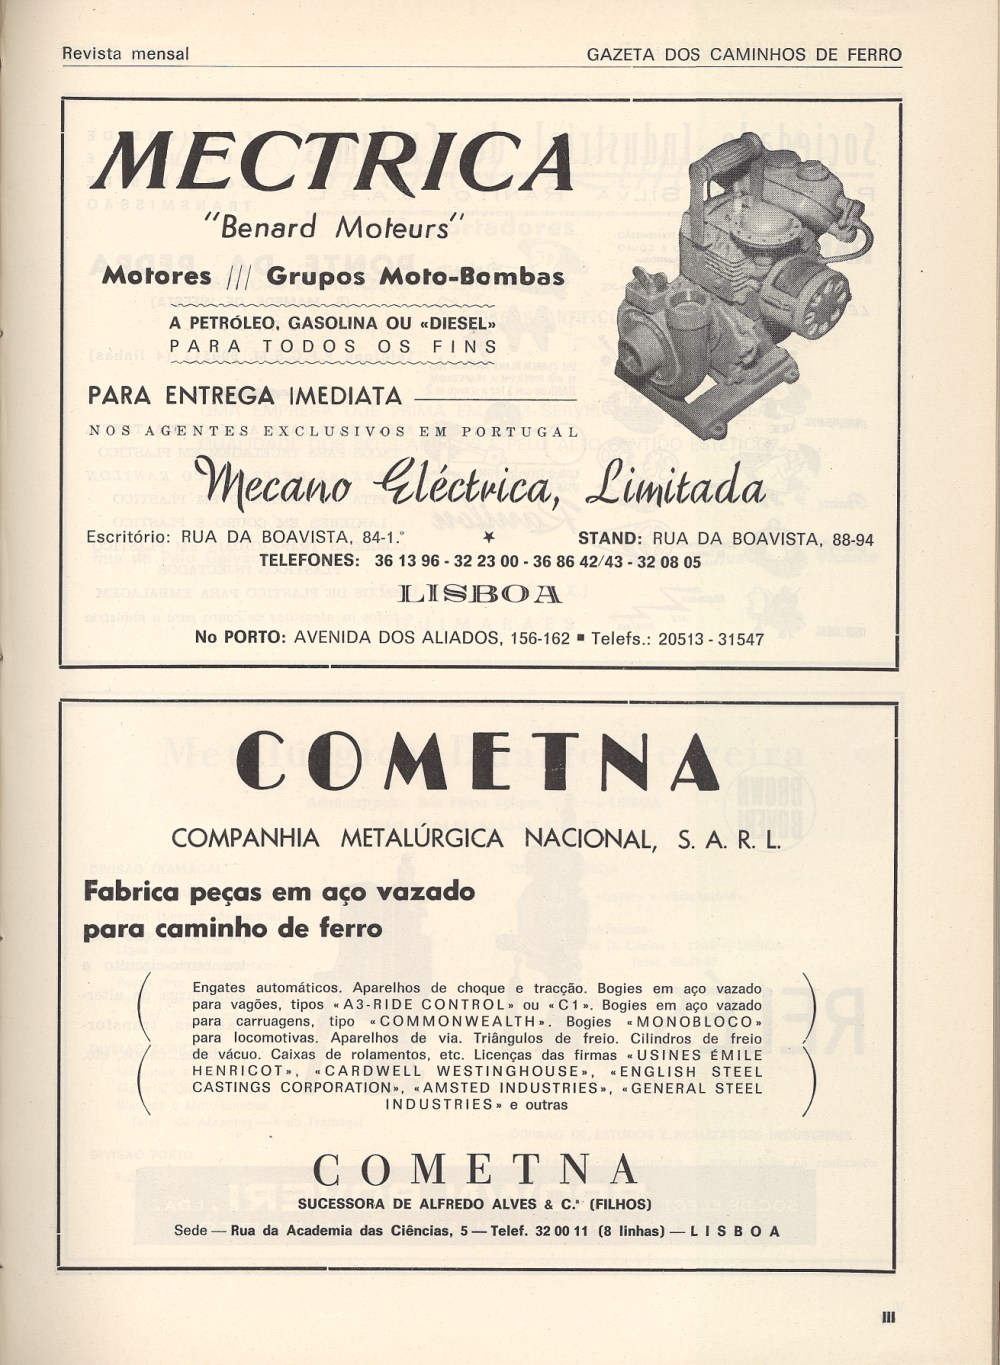 Revista mensal
GAZETA DOS CAMINHOS DE FERRO
MECTRICA
"Benard Moteurs"
Motores /// Grupos Moto-Bombas
A PETRÓLEO, GASOLINA OU «DIESEL»
PARA TODOS OS FINS
PARA ENTREGA IMEDIATA
NOS AGENTES EXCLUSIVOS EM PORTUGAL
Mecano Eléctrica, Limitada
Escritório: RUA DA BOAVISTA, 84-1.° ★ STAND: RUA DA BOAVISTA, 88-94
TELEFONES: 36 13 96 - 32 23 00 - 36 86 42/43 - 32 08 05
LISBOA
No PORTO: AVENIDA DOS ALIADOS, 156-162 ▪ Telefs.: 20513 - 31547
COMETNA
COMPANHIA METALÚRGICA NACIONAL, S. A. R. L.
Fabrica peças em aço vazado
para caminho de ferro
Engates automáticos. Aparelhos de choque e tracção. Bogies em aço vazado
para vagões, tipos «A3-RIDE CONTROL» ou «C1». Bogies em aço vazado
para carruagens, tipo «COMMONWEALTH». Bogies «MONOBLOCO»
para locomotivas. Aparelhos de via. Triângulos de freio. Cilindros de freio
de vácuo. Caixas de rolamentos, etc. Licenças das firmas «USINES ÉMILE
HENRICOT», «CARDWELL WESTINGHOUSE», «ENGLISH STEEL
CASTINGS CORPORATION», «AMSTED INDUSTRIES», «GENERAL STEEL
INDUSTRIES» e outras
COMETNA
SUCESSORA DE ALFREDO ALVES & C.ª (FILHOS)
Sede — Rua da Academia das Ciências, 5 — Telef. 32 00 11 (8 linhas) — LISBOA
III